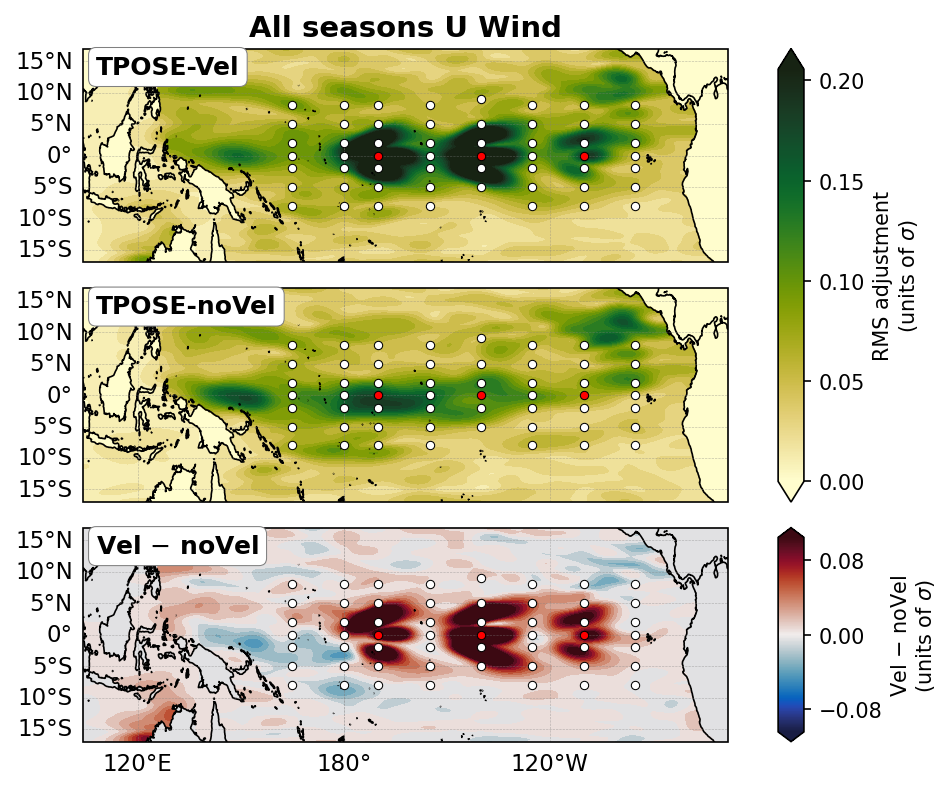 All seasons U Wind
TPOSE-Vel
15°N
10°N
5°N
0°
5°S
10°S
15°S
TPOSE-noVel
15°N
10°N
5°N
0°
5°S
10°S
15°S
Vel − noVel
15°N
10°N
5°N
0°
5°S
10°S
15°S
120°E
180°
120°W
0.20
0.15
0.10
0.05
0.00
RMS adjustment
(units of σ)
0.08
0.00
−0.08
Vel − noVel
(units of σ)